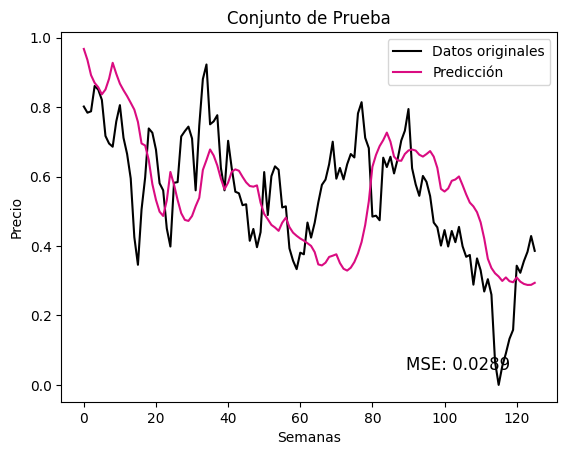 Conjunto de Prueba
Datos originales
Predicción
Precio
1.0
0.8
0.6
0.4
0.2
0.0
MSE: 0.0289
0 20 40 60 80 100 120
Semanas